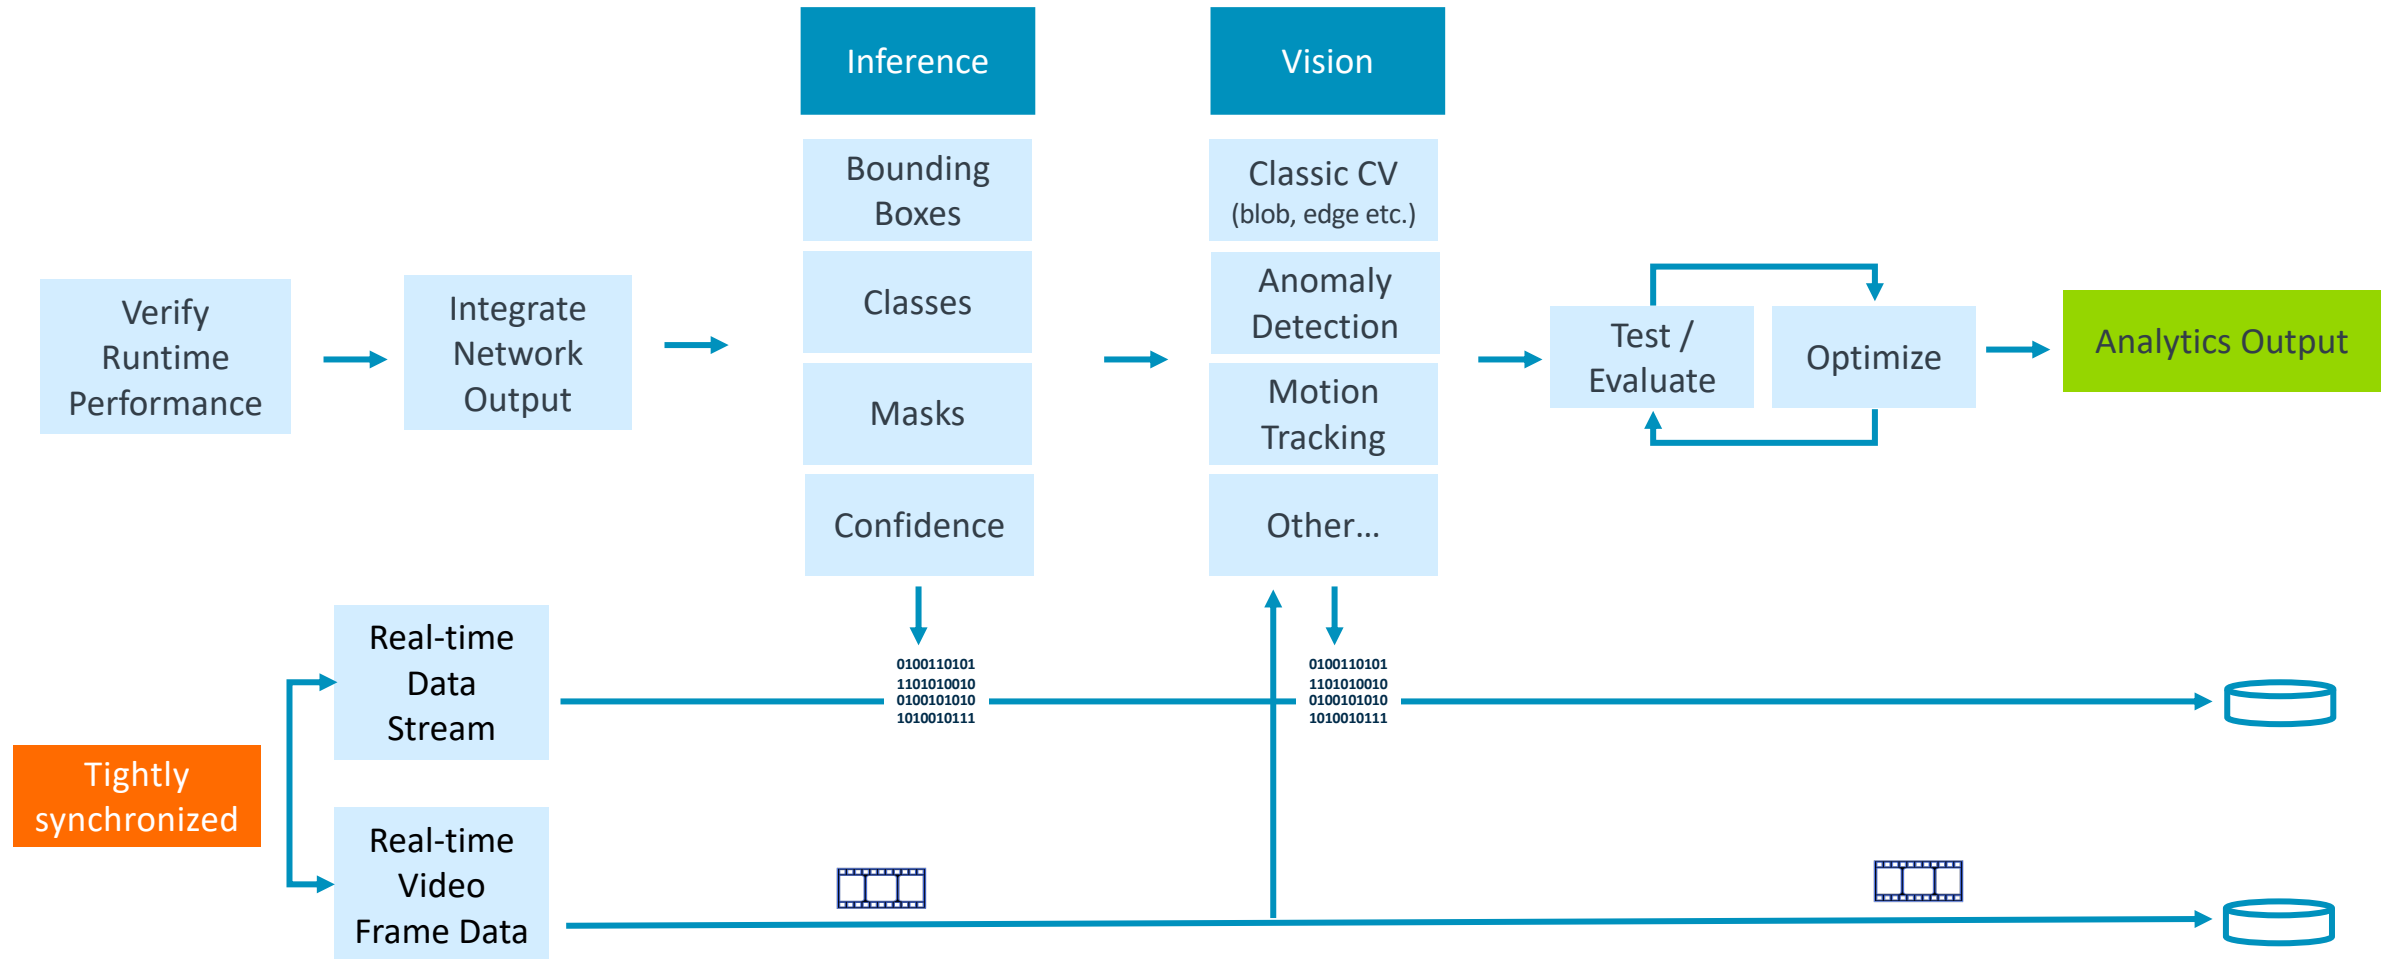 Inference
Vision
Bounding
Boxes
Classic CV
(blob, edge etc.)
Verify
Runtime
Performance
Integrate
Network
Output
Classes
Anomaly
Detection
Masks
Motion
Tracking
Confidence
Other...
Test /
Evaluate
Optimize
Analytics Output
Tightly
synchronized
Real-time
Data
Stream
0100110101
1101010010
0100101010
1010010111
0100110101
1101010010
0100101010
1010010111
Real-time
Video
Frame Data